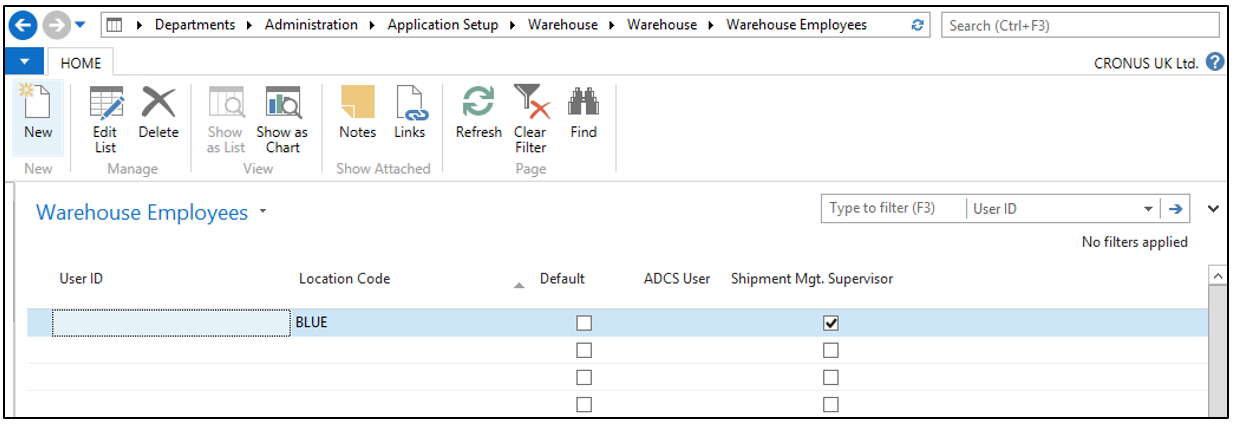 Departments Administration Application Setup Warehouse Warehouse Warehouse Employees Search (Ctrl+F3)
HOME CRONUS UK Ltd.
New Edit List Delete Show as List Show as Chart Notes Links Refresh Clear Filter Find
New Manage View Show Attached Page
Warehouse Employees Type to filter (F3) User ID
No filters applied
User ID Location Code Default ADCS User Shipment Mgt. Supervisor
BLUE